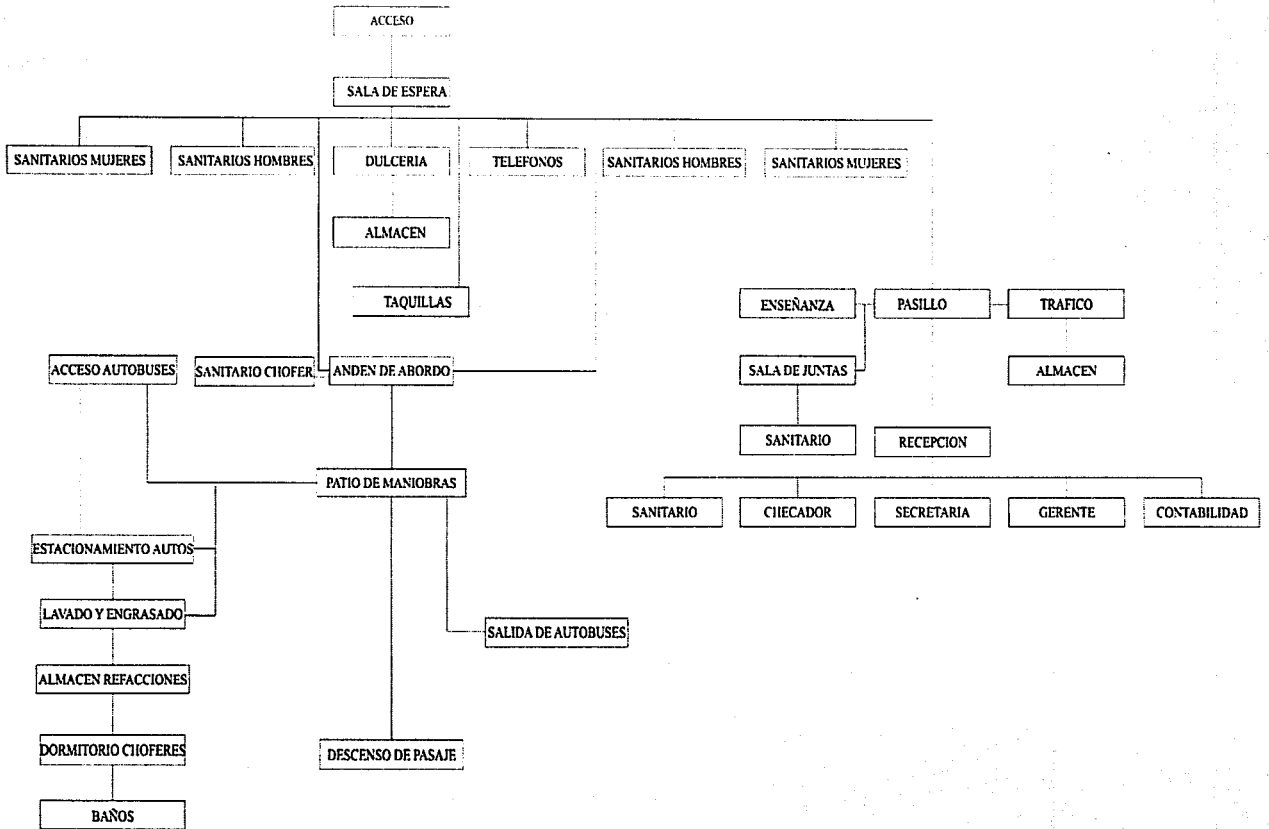 ACCESO
SALA DE ESPERA
SANITARIOS MUJERES
SANITARIOS HOMBRES
DULCERIA
TELEFONOS
SANITARIOS HOMBRES
SANITARIOS MUJERES
ALMACEN
TAQUILLAS
ENSEÑANZA
PASILLO
TRAFICO
ACCESO AUTOBUSES
SANITARIO CHOFER
ANDEN DE ABORDO
SALA DE JUNTAS
ALMACEN
SANITARIO
RECEPCION
PATIO DE MANIOBRAS
SANITARIO
CHECADOR
SECRETARIA
GERENTE
CONTABILIDAD
ESTACIONAMIENTO AUTOS
LAVADO Y ENGRASADO
SALIDA DE AUTOBUSES
ALMACEN REFACCIONES
DORMITORIO CHOFERES
DESCENSO DE PASAJE
BAÑOS